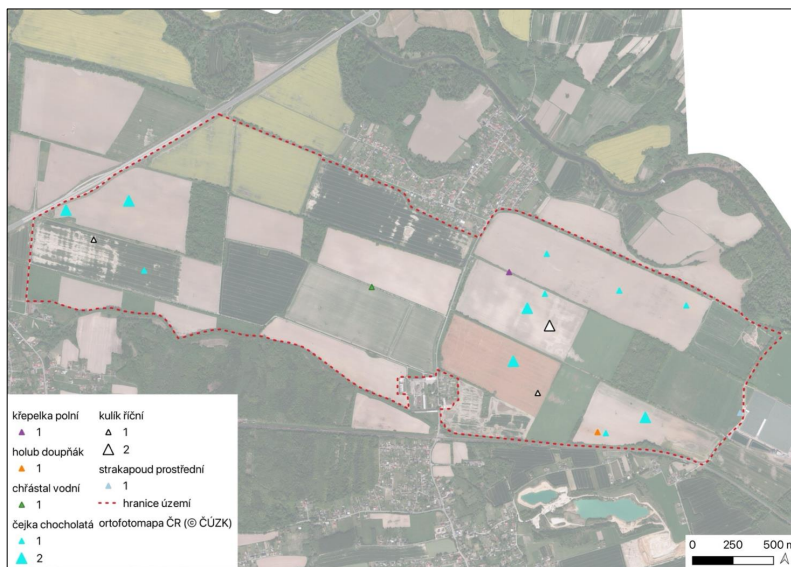 křepelka polní
1
holub doupňák
1
chřástal vodní
1
čejka chocholatá
1
2
kulík říční
1
2
strakapoud prostřední
1
hranice území
ortofotomapa ČR (© ČÚZK)
0 250 500 m